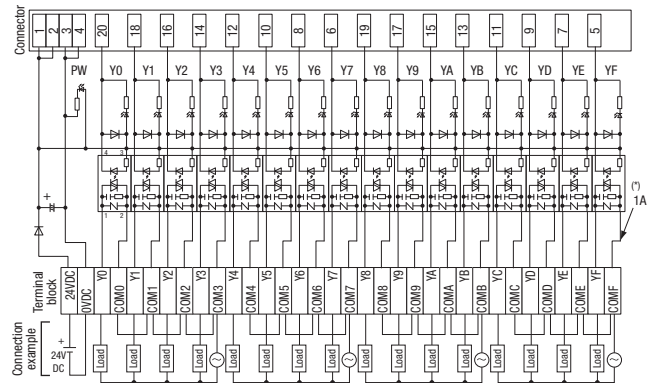 Connector
1 2 3 4 20 18 16 14 12 10 8 6 19 17 15 13 11 9 7 5
PW Y0 Y1 Y2 Y3 Y4 Y5 Y6 Y7 Y8 Y9 YA YB YC YD YE YF
4 3
1 2
+
(*)
1A
Terminal block
24VDC 0VDC Y0 COM0 Y1 COM1 Y2 COM2 Y3 COM3 Y4 COM4 Y5 COM5 Y6 COM6 Y7 COM7 Y8 COM8 Y9 COM9 YA COMA YB COMB YC COMC YD COMD YE COME YF COMF
Connection example
+
24V
DC
Load Load Load Load Load Load Load Load Load Load Load Load Load Load Load Load